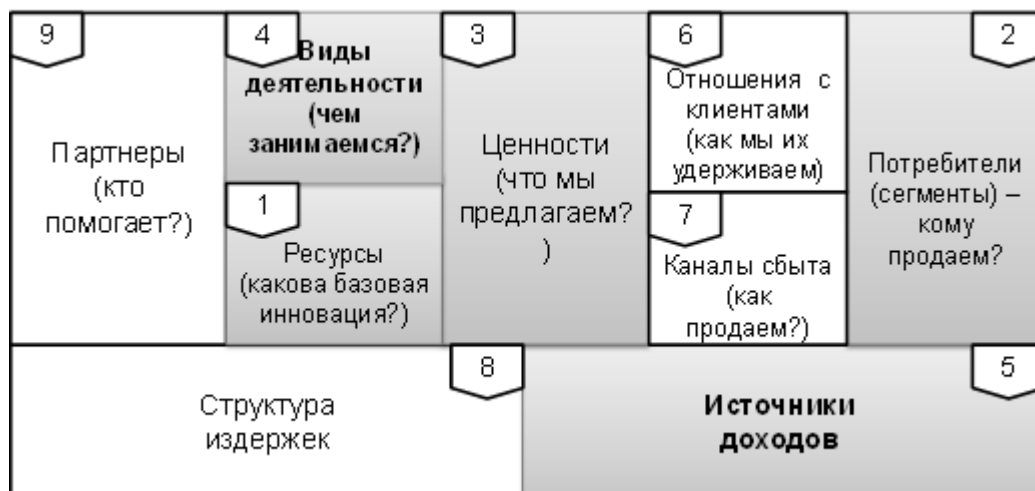 9
Партнеры
(кто
помогает?)
4
Виды
деятельности
(чем
занимаемся?)
1
Ресурсы
(какова базовая
инновация?)
3
Ценности
(что мы
предлагаем?
)
6
Отношения с
клиентами
(как мы их
удерживаем)
7
Каналы сбыта
(как
продаем?)
2
Потребители
(сегменты) –
кому
продаем?
8
Структура
издержек
5
Источники
доходов